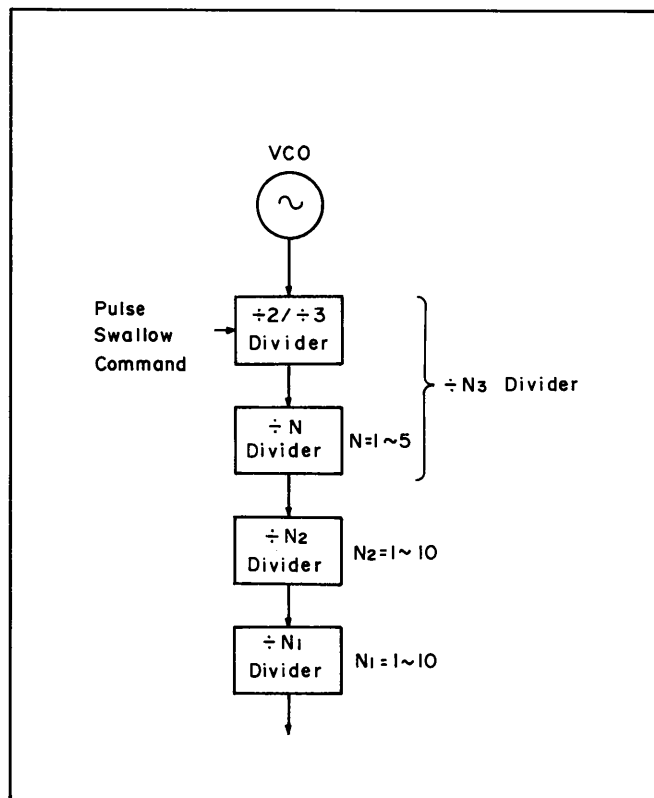 VCO
Pulse
Swallow
Command
÷2/÷3
Divider
÷N3 Divider
÷N
Divider
N=1~5
÷N2
Divider
N2=1~10
÷N1
Divider
N1=1~10